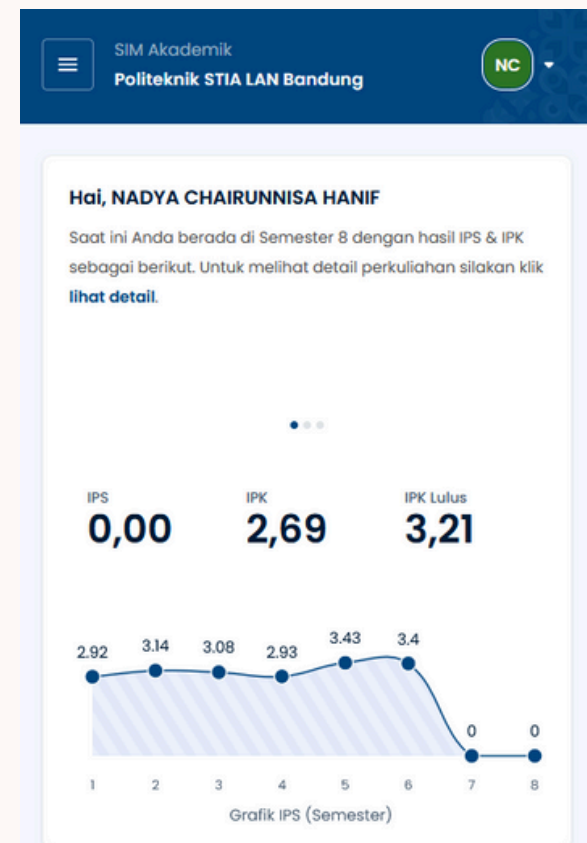 SIM Akademik
Politeknik STIA LAN Bandung
NC
Hai, NADYA CHAIRUNNISA HANIF
Saat ini Anda berada di Semester 8 dengan hasil IPS & IPK
sebagai berikut. Untuk melihat detail perkuliahan silakan klik
lihat detail.
IPS IPK IPK Lulus
0,00 2,69 3,21
2.92 3.14 3.08 2.93 3.43 3.4 0 0
1 2 3 4 5 6 7 8
Grafik IPS (Semester)